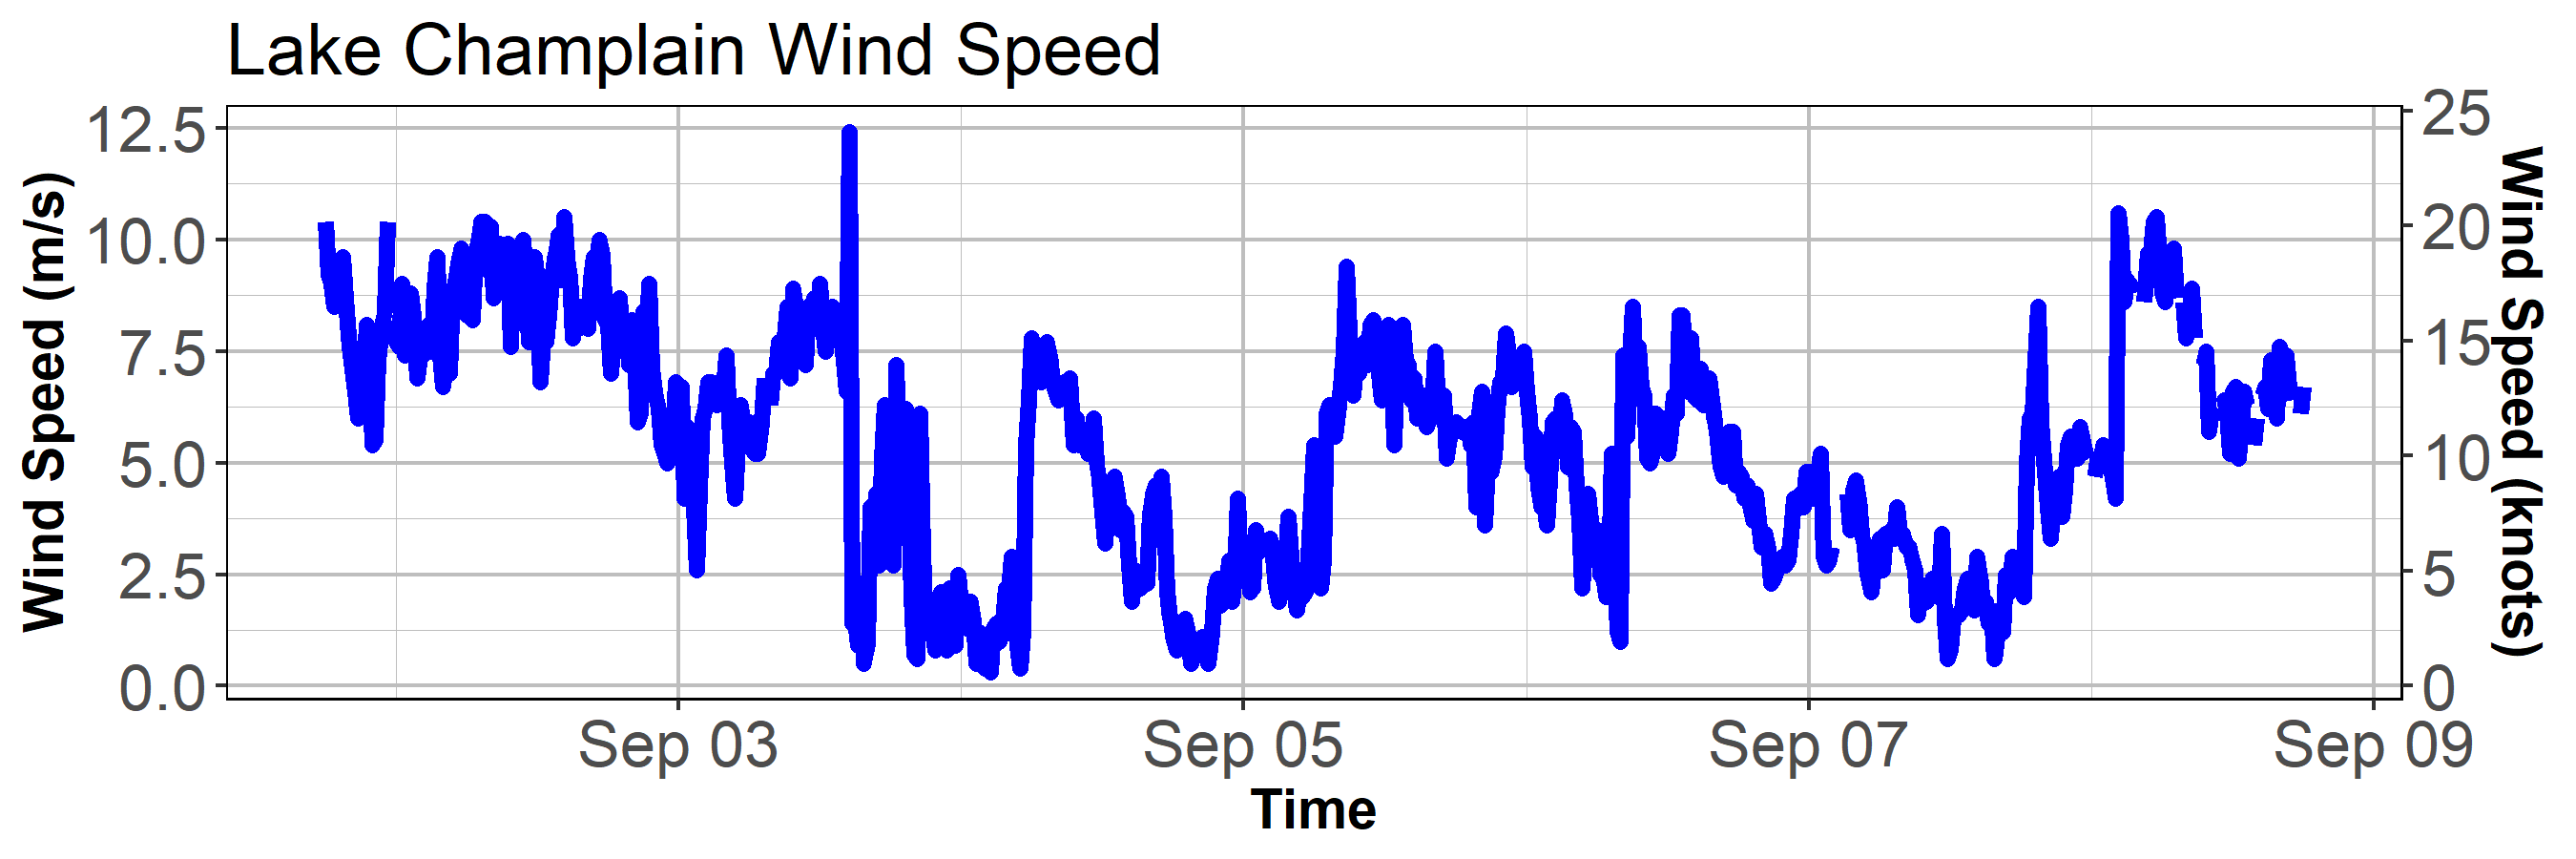 Lake Champlain Wind Speed
Wind Speed (m/s)
12.5
10.0
7.5
5.0
2.5
0.0
25
20
15
10
5
0
Wind Speed (knots)
Sep 03
Sep 05
Sep 07
Sep 09
Time